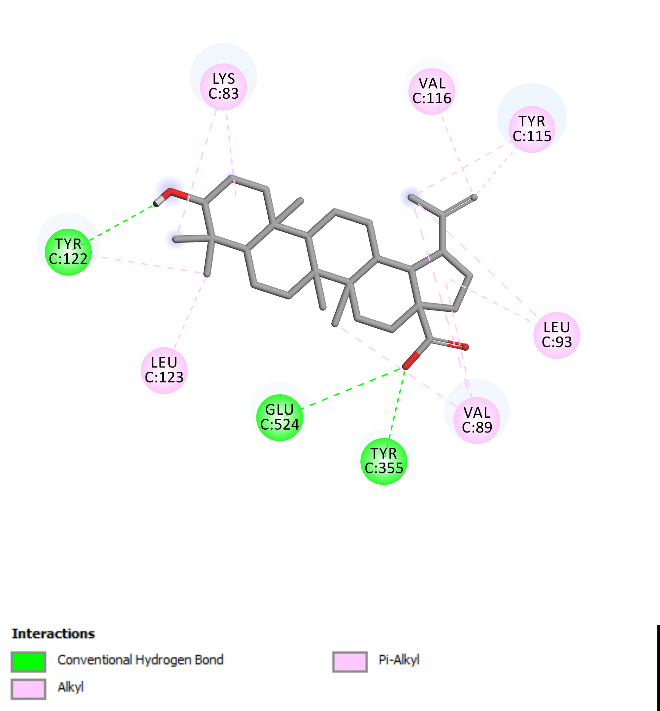 LYS
C:83
VAL
C:116
TYR
C:115
TYR
C:122
LEU
C:93
LEU
C:123
GLU
C:524
VAL
C:89
TYR
C:355
Interactions
Conventional Hydrogen Bond
Alkyl
Pi-Alkyl